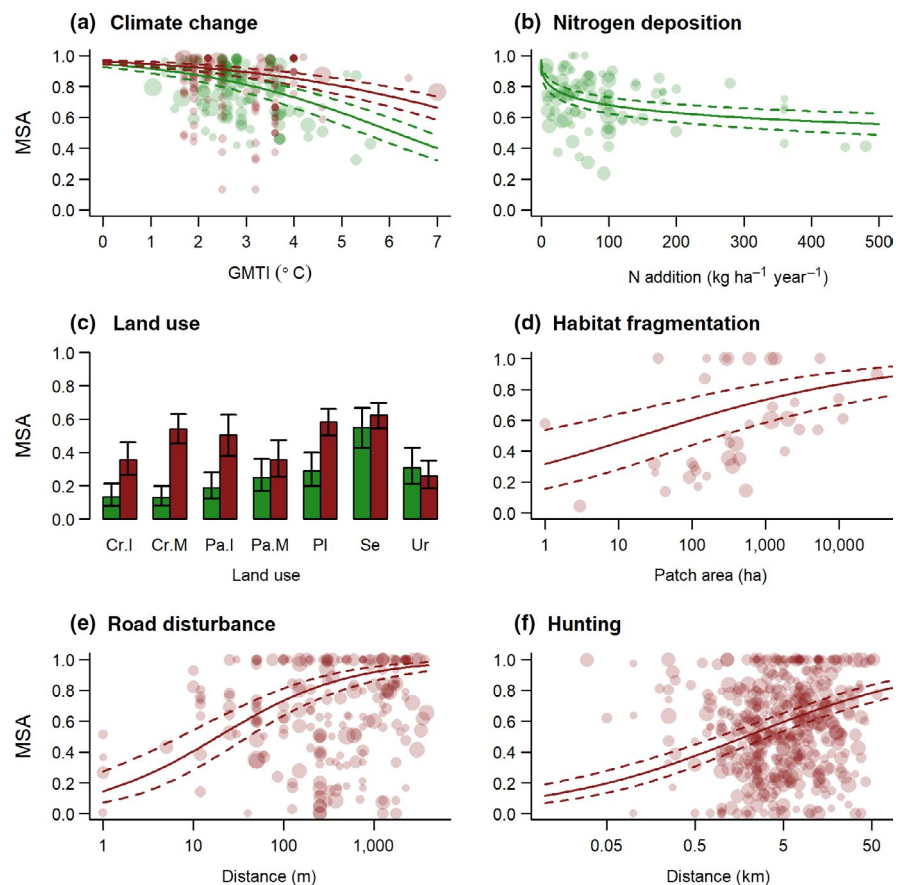 (a) Climate change
MSA
1.0
0.8
0.6
0.4
0.2
0.0
0 1 2 3 4 5 6 7
GMTI (° C)
(b) Nitrogen deposition
1.0
0.8
0.6
0.4
0.2
0.0
0 100 200 300 400 500
N addition (kg ha⁻¹ year⁻¹)
(c) Land use
MSA
1.0
0.8
0.6
0.4
0.2
0.0
Cr.I Cr.M Pa.I Pa.M Pl Se Ur
Land use
(d) Habitat fragmentation
1.0
0.8
0.6
0.4
0.2
0.0
1 10 100 1,000 10,000
Patch area (ha)
(e) Road disturbance
MSA
1.0
0.8
0.6
0.4
0.2
0.0
1 10 100 1,000
Distance (m)
(f) Hunting
1.0
0.8
0.6
0.4
0.2
0.0
0.05 0.5 5 50
Distance (km)